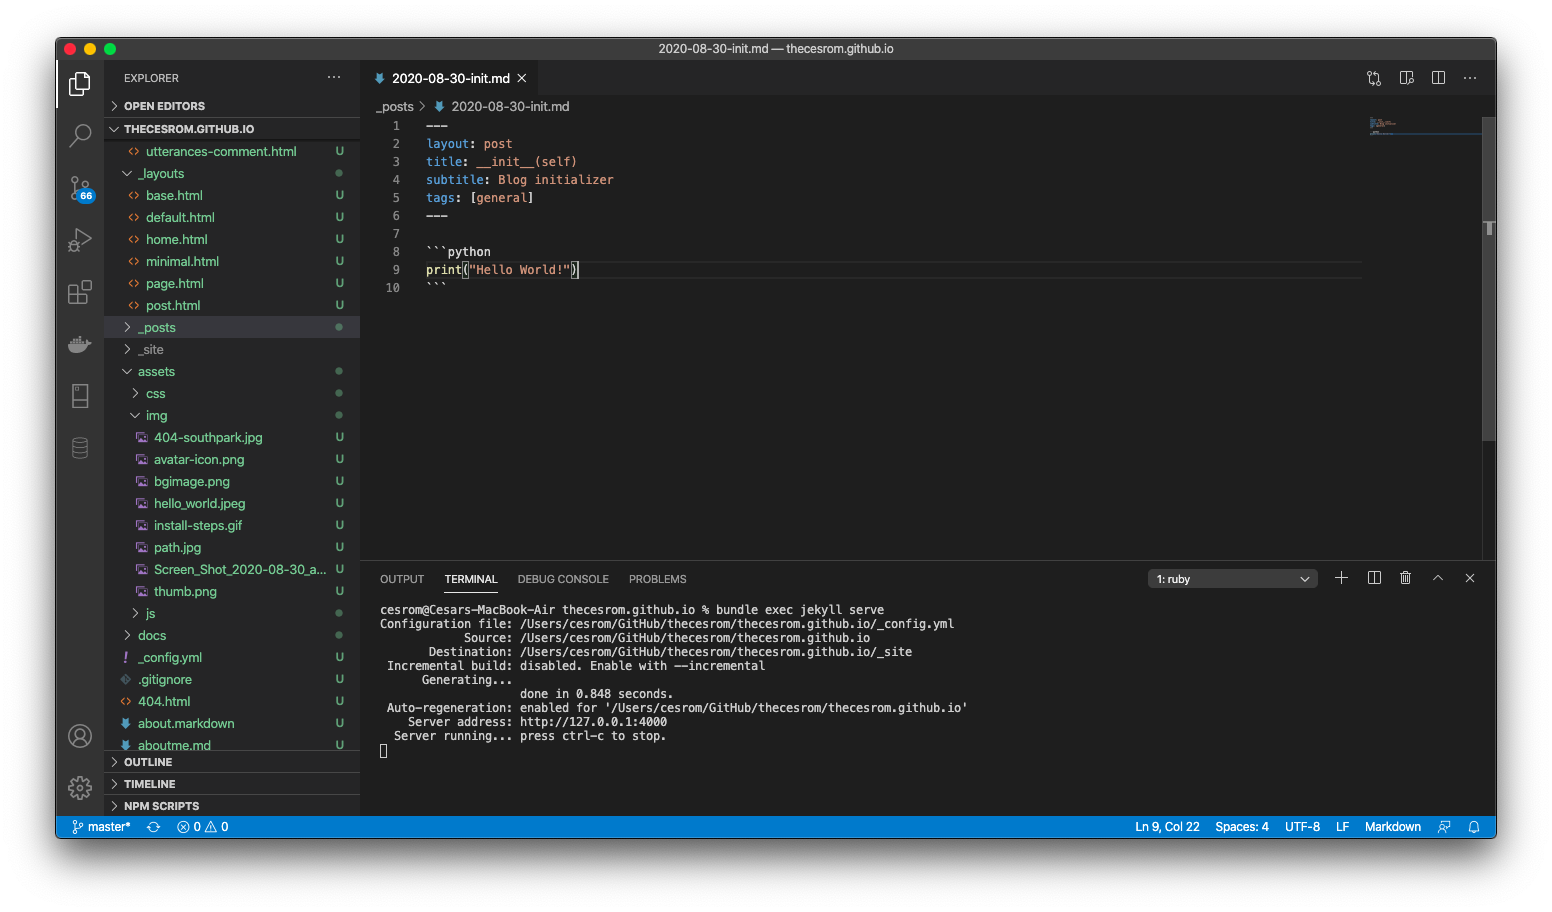 2020-08-30-init.md — thecesrom.github.io
EXPLORER
OPEN EDITORS
THECESROM.GITHUB.IO
utterances-comment.html U
_layouts
base.html U
default.html U
home.html U
minimal.html U
page.html U
post.html U
_posts
_site
assets
css
img
404-southpark.jpg U
avatar-icon.png U
bgimage.png U
hello_world.jpeg U
install-steps.gif U
path.jpg U
Screen_Shot_2020-08-30_a... U
thumb.png U
js
docs
_config.yml U
.gitignore U
404.html U
about.markdown U
aboutme.md U
OUTLINE
TIMELINE
NPM SCRIPTS
66
2020-08-30-init.md
_posts > 2020-08-30-init.md
1 ---
2 layout: post
3 title: __init__(self)
4 subtitle: Blog initializer
5 tags: [general]
6 ---
7
8 ```python
9 print("Hello World!")
10 ```
OUTPUT TERMINAL DEBUG CONSOLE PROBLEMS 1: ruby
cesrom@Cesars-MacBook-Air thecesrom.github.io % bundle exec jekyll serve
Configuration file: /Users/cesrom/GitHub/thecesrom/thecesrom.github.io/_config.yml
Source: /Users/cesrom/GitHub/thecesrom/thecesrom.github.io
Destination: /Users/cesrom/GitHub/thecesrom/thecesrom.github.io/_site
Incremental build: disabled. Enable with --incremental
Generating...
done in 0.848 seconds.
Auto-regeneration: enabled for '/Users/cesrom/GitHub/thecesrom/thecesrom.github.io'
Server address: http://127.0.0.1:4000
Server running... press ctrl-c to stop.
master* 0 0 Ln 9, Col 22 Spaces: 4 UTF-8 LF Markdown